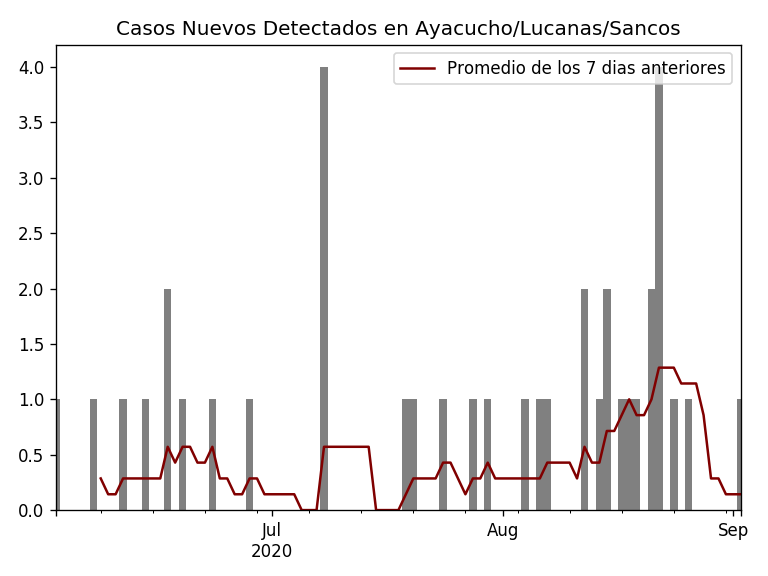 Casos Nuevos Detectados en Ayacucho/Lucanas/Sancos
Promedio de los 7 dias anteriores
4.0
3.5
3.0
2.5
2.0
1.5
1.0
0.5
0.0
Jul
2020
Aug
Sep